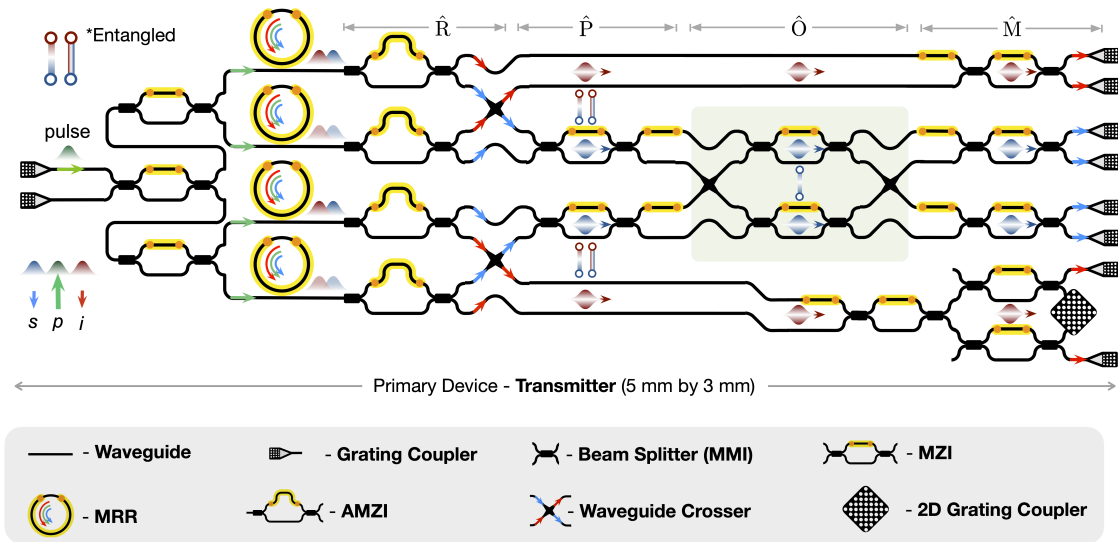 *Entangled
R̂
P̂
Ô
M̂
pulse
s p i
Primary Device - Transmitter (5 mm by 3 mm)
- Waveguide
- Grating Coupler
- Beam Splitter (MMI)
- MZI
- MRR
- AMZI
- Waveguide Crosser
- 2D Grating Coupler